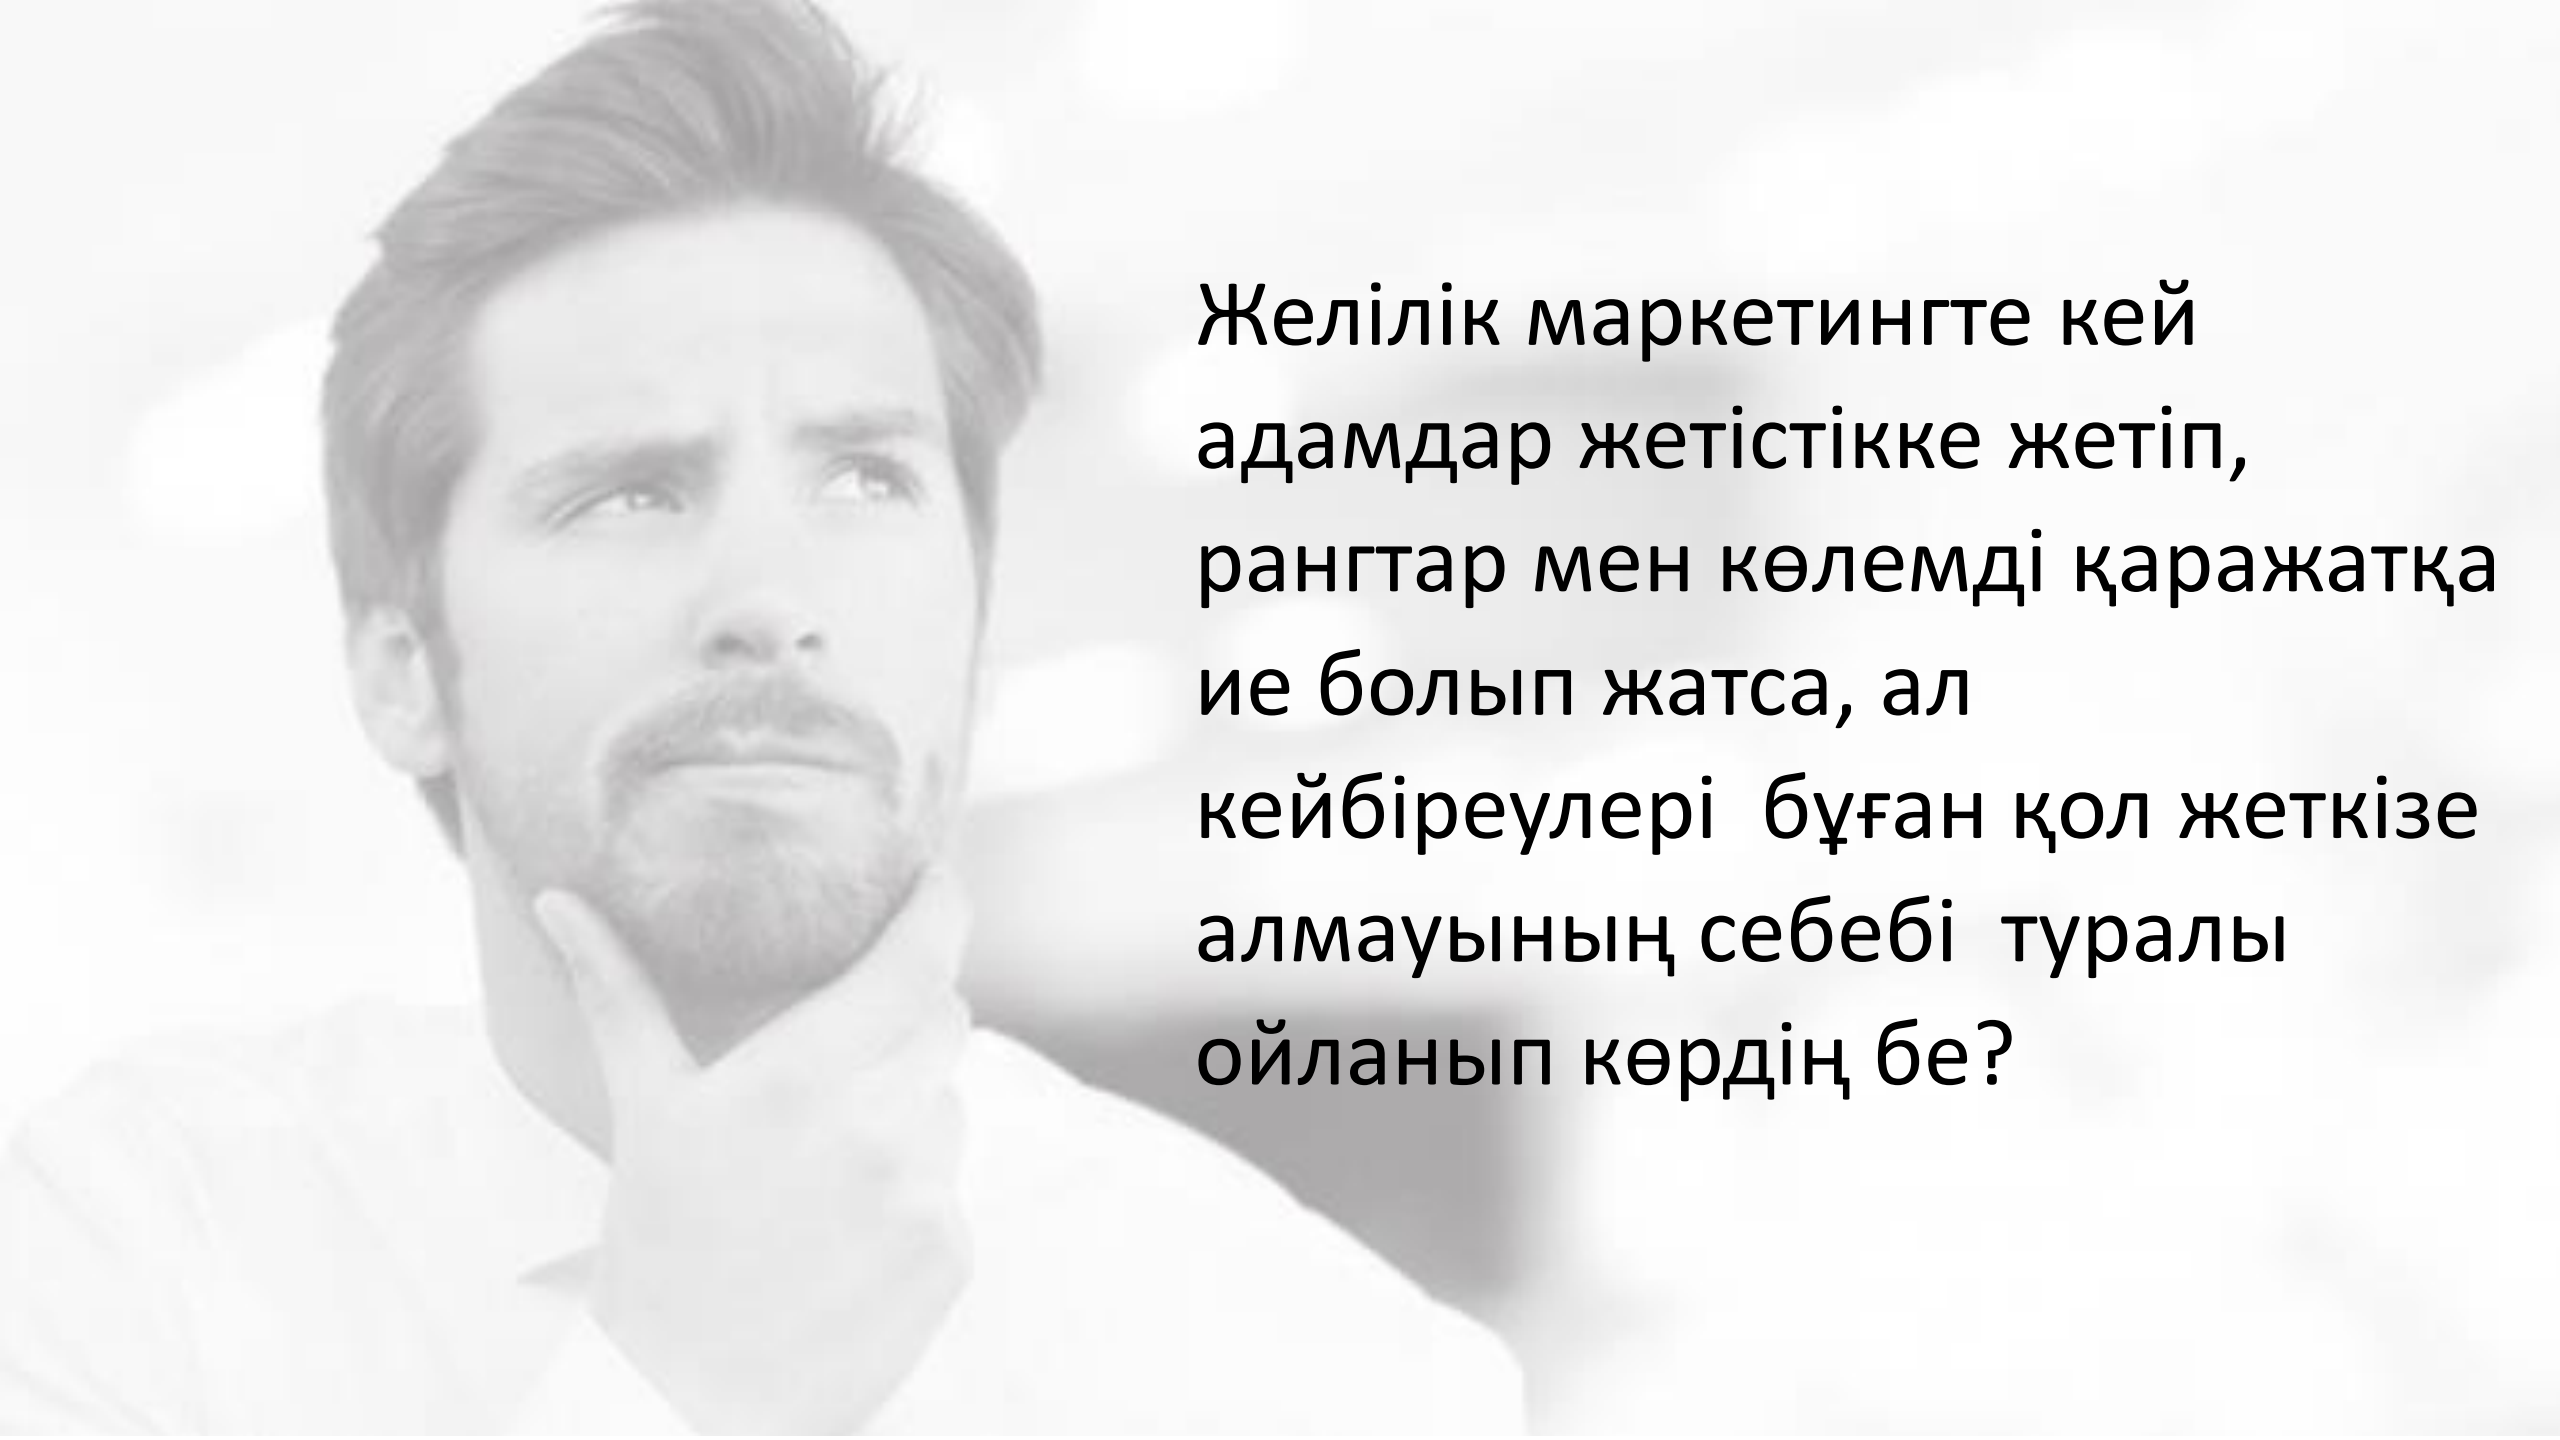 Желілік маркетингте кей
адамдар жетістікке жетіп,
рангтар мен көлемді қаражатқа
ие болып жатса, ал
кейбіреулері  бұған қол жеткізе
алмауының себебі  туралы
ойланып көрдің бе?